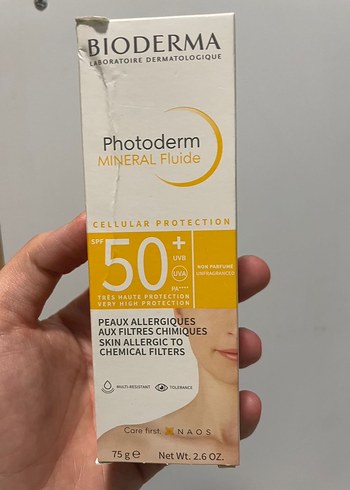 BIODERMA
LABORATOIRE DERMATOLOGIQUE
Photoderm
MINERAL Fluide
CELLULAR PROTECTION
SPF 50+
UVB
UVA
PA++++
NON PARFUMÉ
UNFRAGRANCED
TRÈS HAUTE PROTECTION
VERY HIGH PROTECTION
PEAUX ALLERGIQUES
AUX FILTRES CHIMIQUES
SKIN ALLERGIC TO
CHEMICAL FILTERS
MULTI-RESISTANT TOLERANCE
Care first. NAOS
75 g e Net Wt. 2.6 OZ.